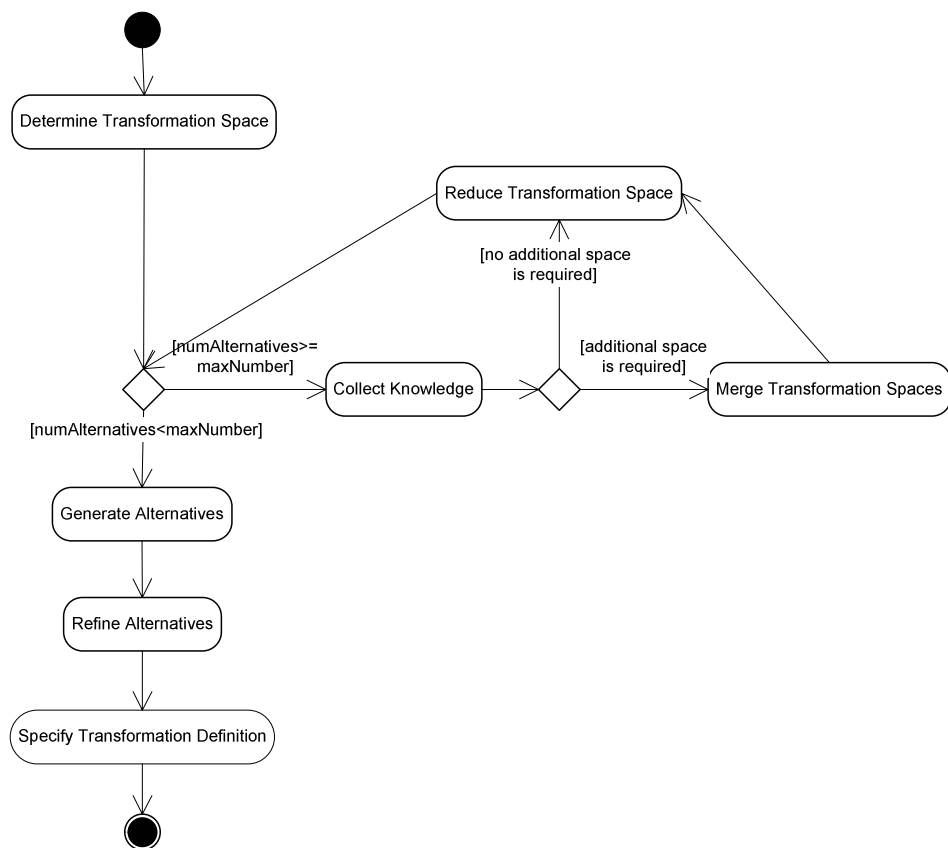 Determine Transformation Space
Reduce Transformation Space
[no additional space
is required]
[numAlternatives>=
maxNumber]
[additional space
is required]
Collect Knowledge
Merge Transformation Spaces
[numAlternatives<maxNumber]
Generate Alternatives
Refine Alternatives
Specify Transformation Definition